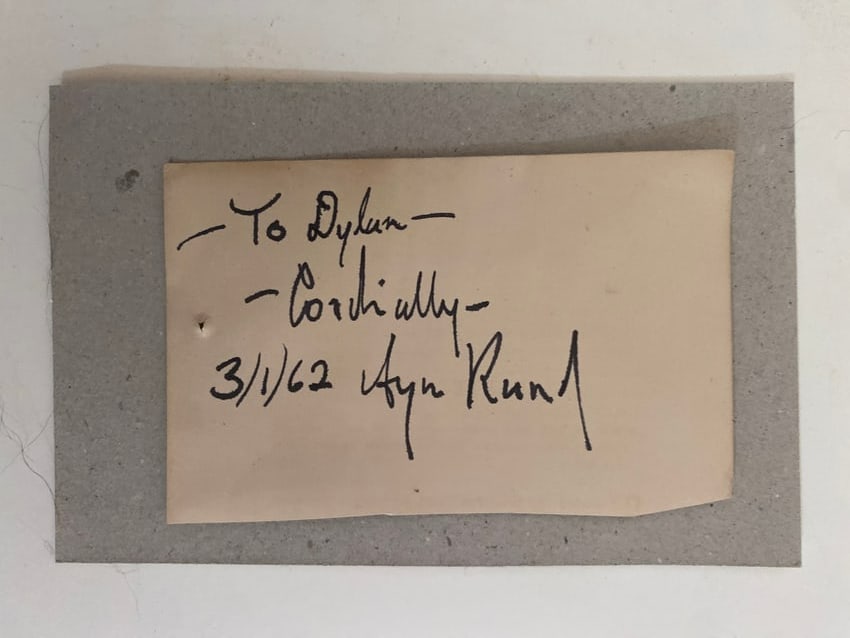 — To Dylan —
— Cordially —
3/1/62 Ayn Rand